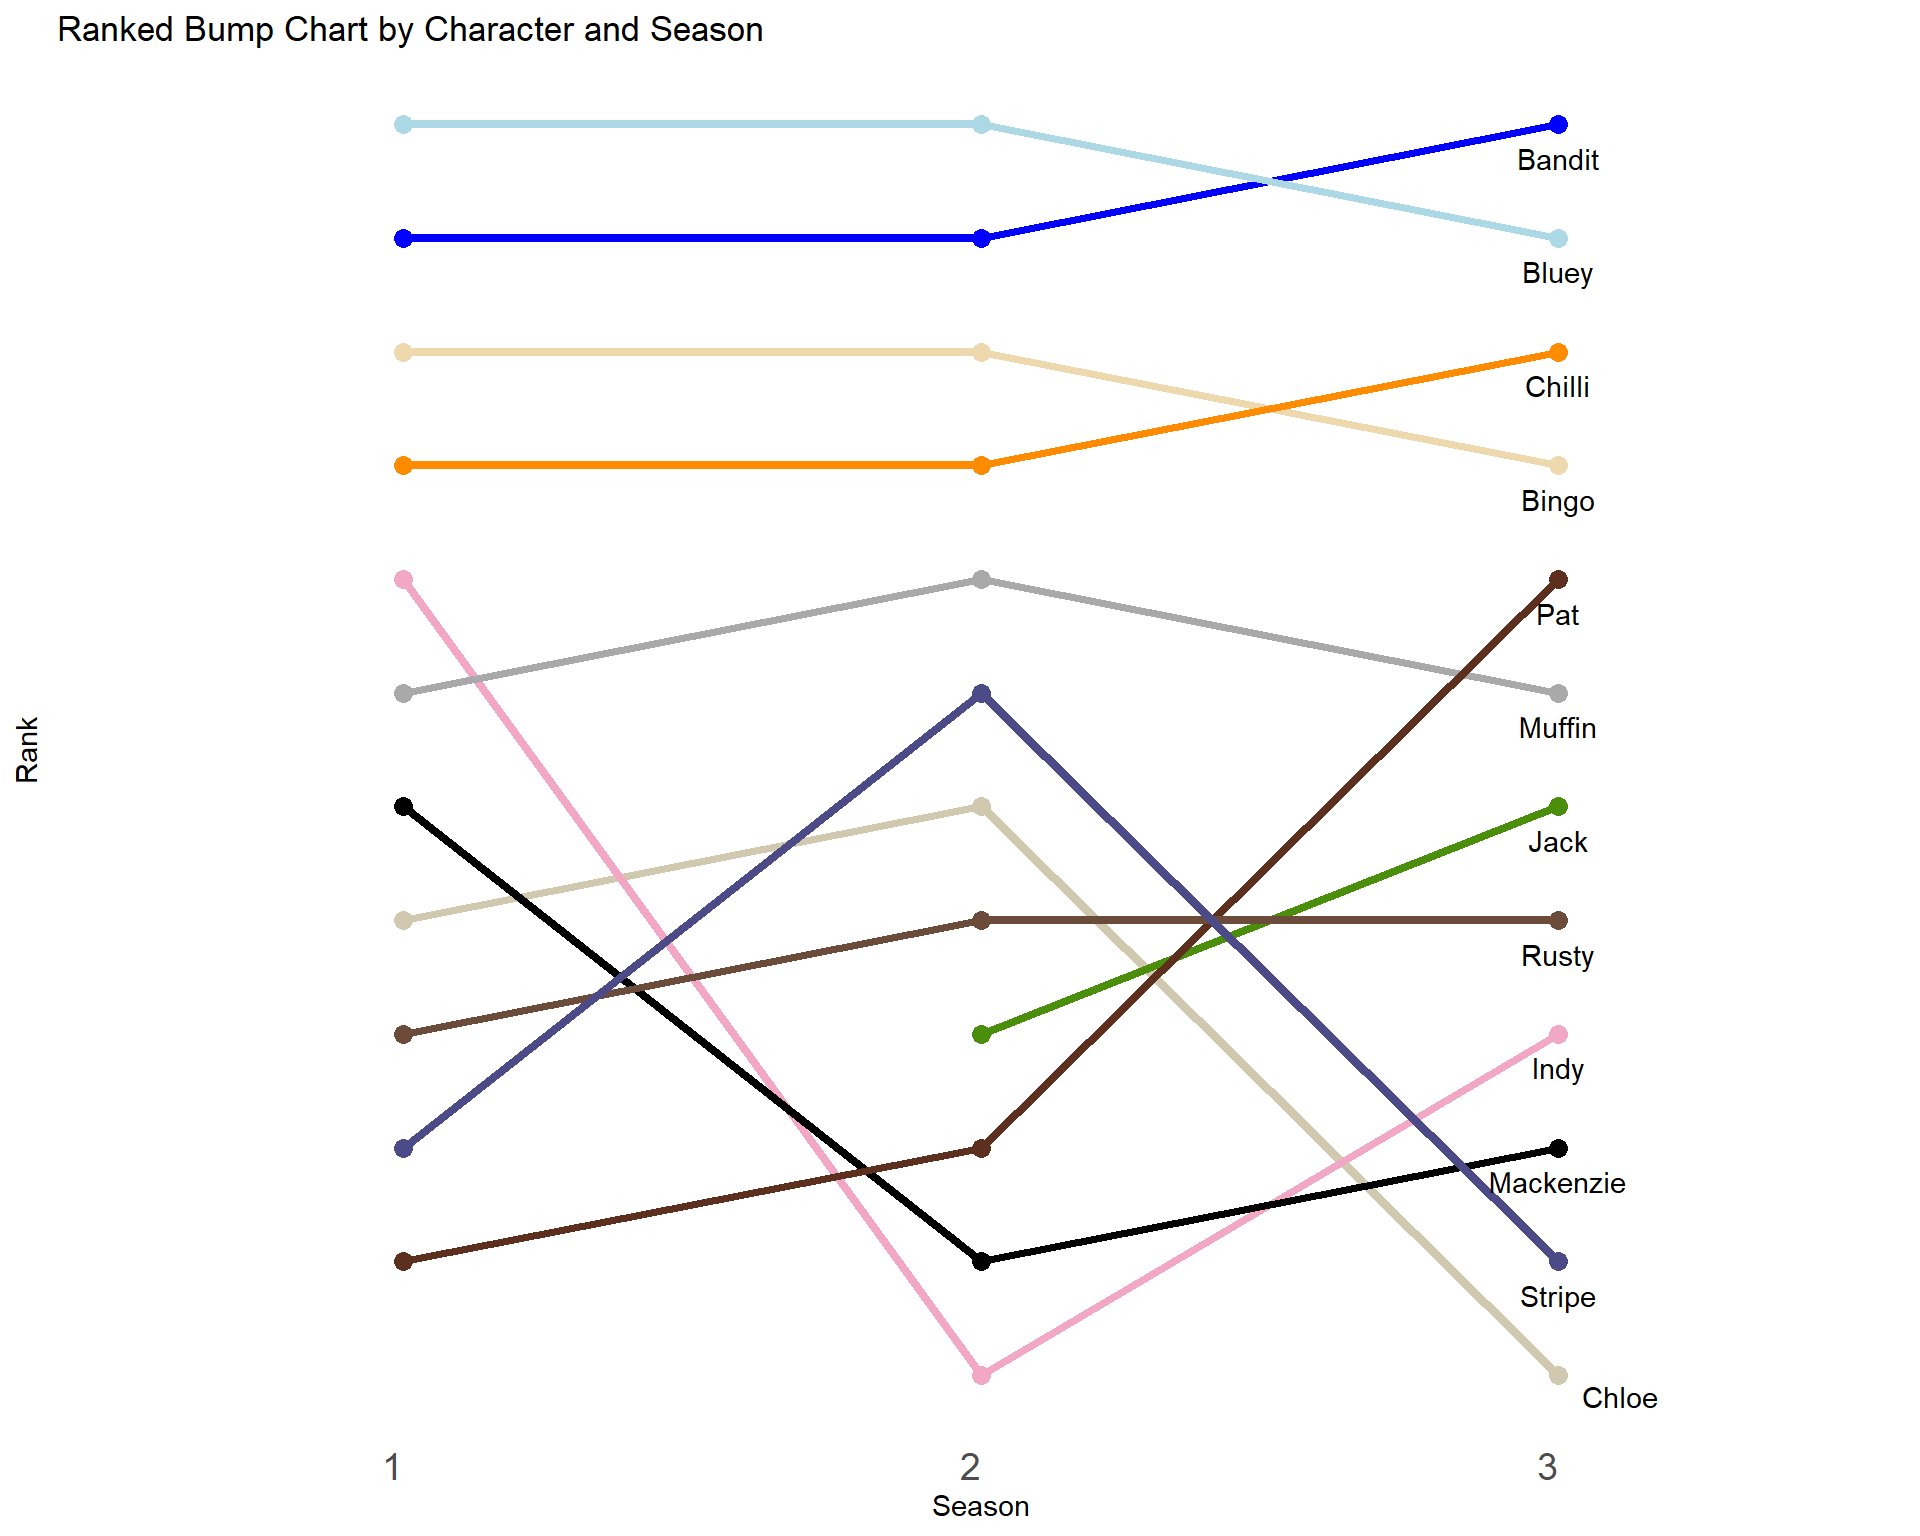 Ranked Bump Chart by Character and Season
Bandit
Bluey
Chilli
Bingo
Pat
Muffin
Rank
Jack
Rusty
Indy
Mackenzie
Stripe
Chloe
1 2 3
Season